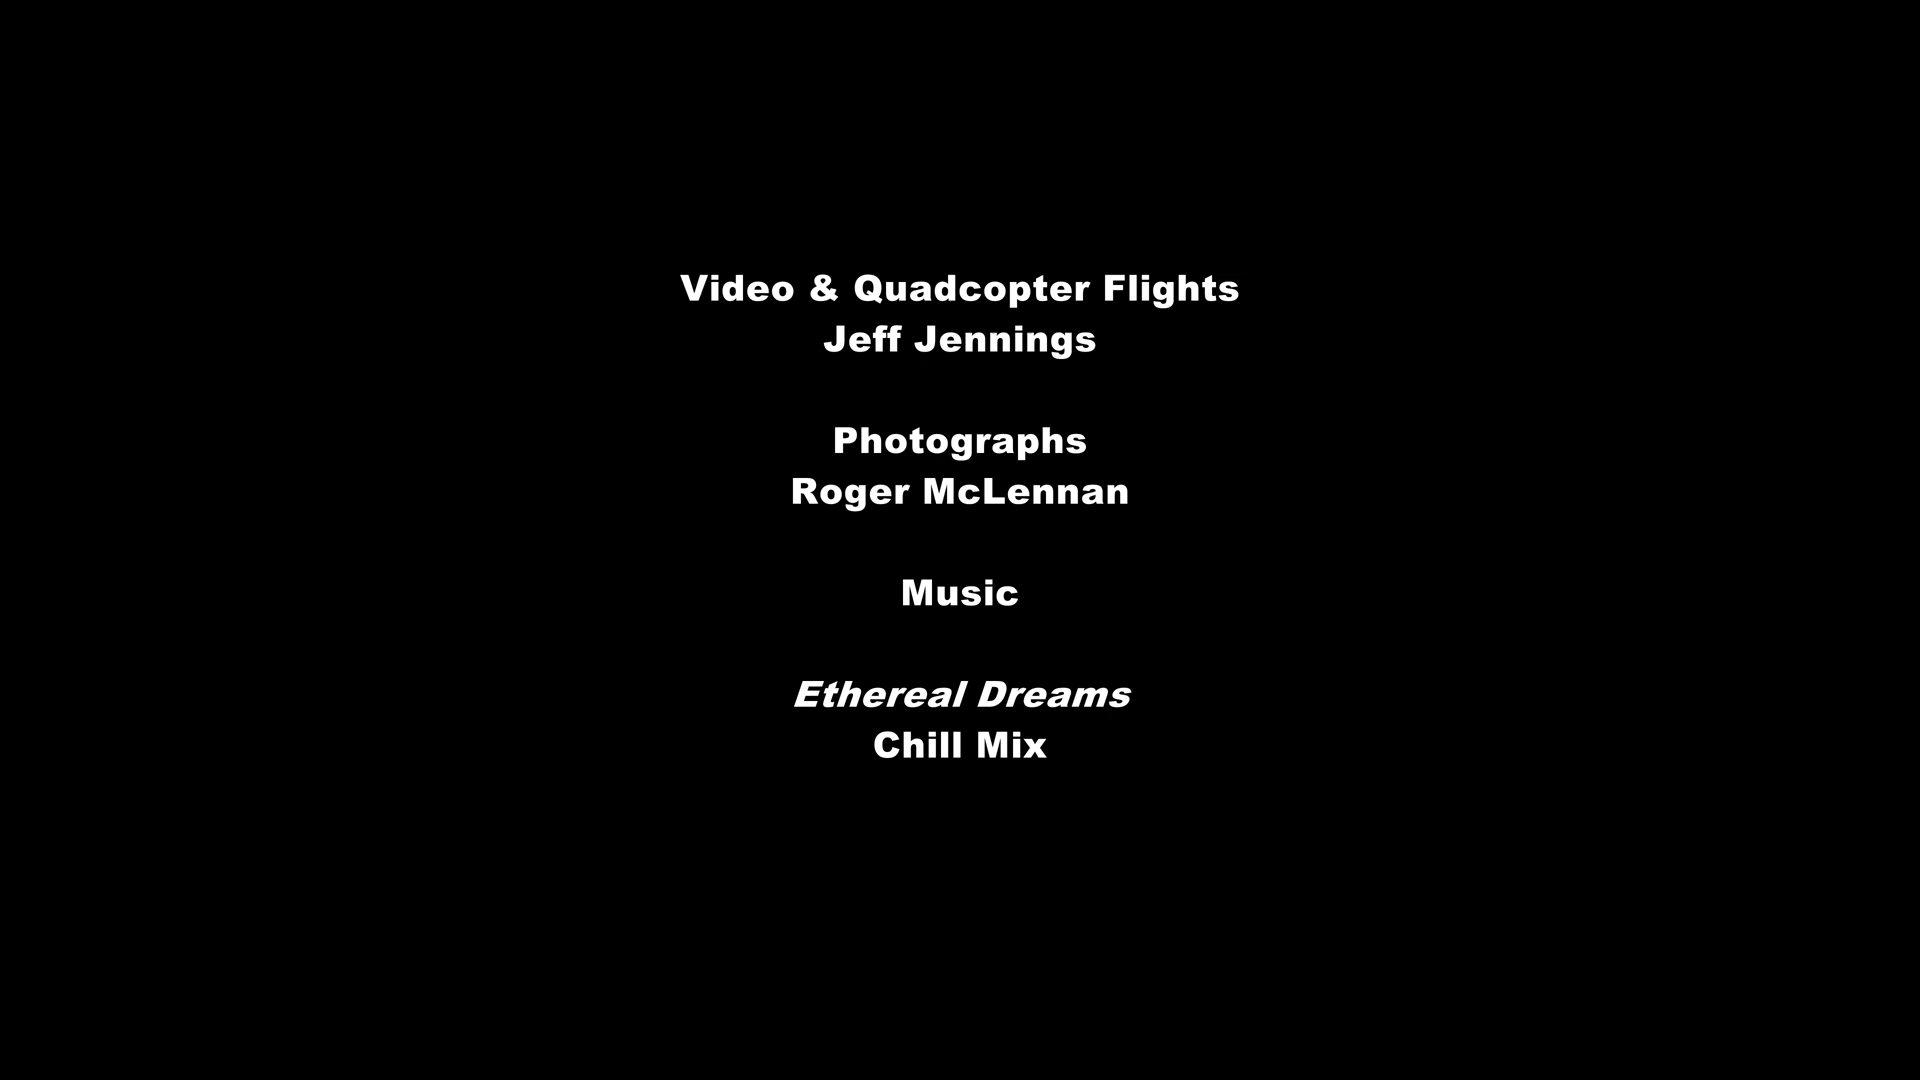 Video & Quadcopter Flights
Jeff Jennings
Photographs
Roger McLennan
Music
Ethereal Dreams
Chill Mix